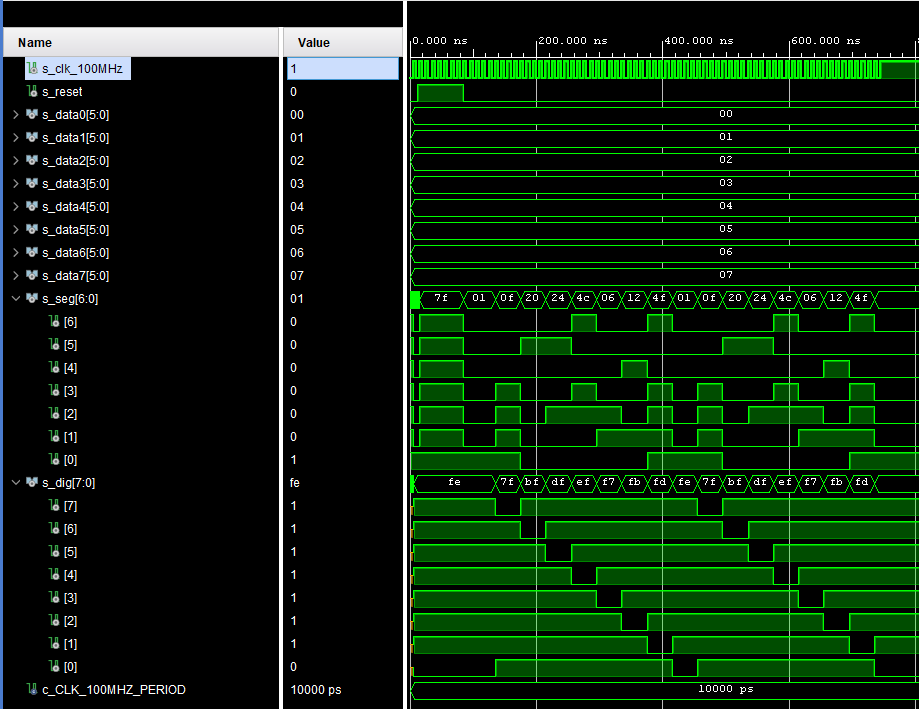 Name Value 0.000 ns 200.000 ns 400.000 ns 600.000 ns
s_clk_100MHz 1
s_reset 0
s_data0[5:0] 00 00
s_data1[5:0] 01 01
s_data2[5:0] 02 02
s_data3[5:0] 03 03
s_data4[5:0] 04 04
s_data5[5:0] 05 05
s_data6[5:0] 06 06
s_data7[5:0] 07 07
s_seg[6:0] 01 7f 01 0f 20 24 4c 06 12 4f 01 0f 20 24 4c 06 12 4f
[6] 0
[5] 0
[4] 0
[3] 0
[2] 0
[1] 0
[0] 1
s_dig[7:0] fe fe 7f bf df ef f7 fb fd fe 7f bf df ef f7 fb fd
[7] 1
[6] 1
[5] 1
[4] 1
[3] 1
[2] 1
[1] 1
[0] 0
c_CLK_100MHZ_PERIOD 10000 ps 10000 ps